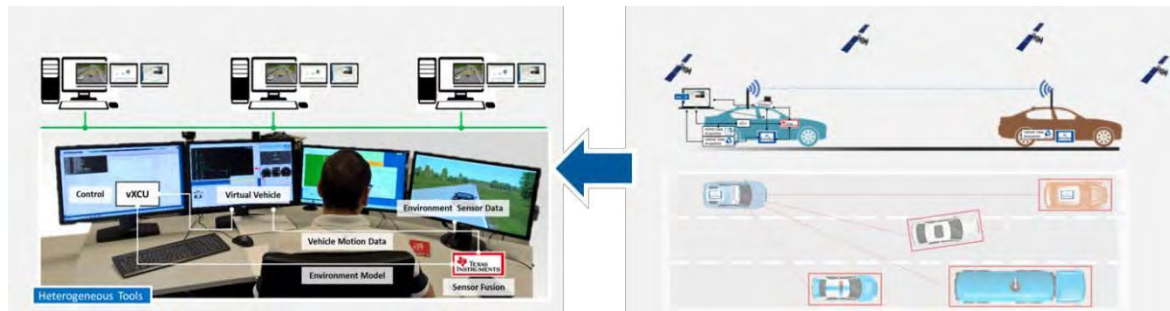 Control
vXCU
Virtual Vehicle
Environment Sensor Data
Vehicle Motion Data
Environment Model
TEXAS
INSTRUMENTS
Sensor Fusion
Heterogeneous Tools